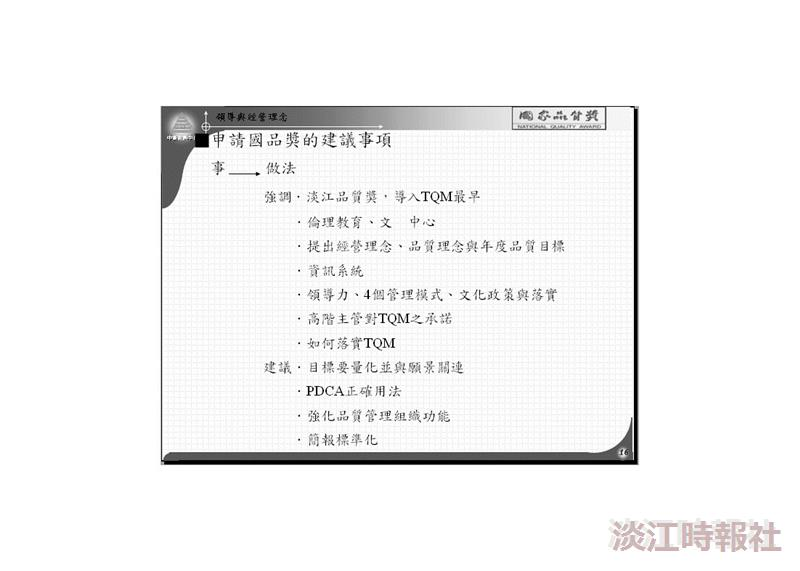 領導與經營理念
國家品質獎
NATIONAL QUALITY AWARD
申請國品獎的建議事項
事 做法
強調．淡江品質獎，導入TQM最早
．倫理教育、文 中心
．提出經營理念、品質理念與年度品質目標
．資訊系統
．領導力、4個管理模式、文化政策與落實
．高階主管對TQM之承諾
．如何落實TQM
建議．目標要量化並與願景關連
．PDCA正確用法
．強化品質管理組織功能
．簡報標準化
16
淡江時報社